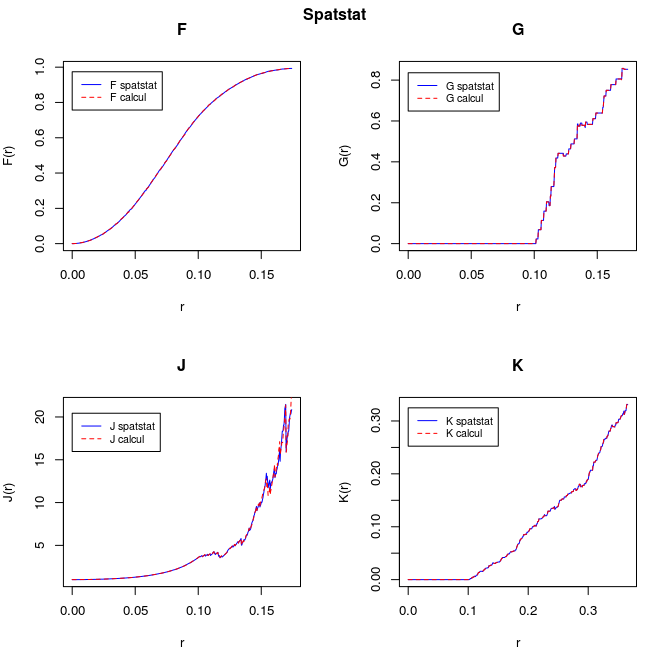 Spatstat
F
F(r)
1.0
0.8
0.6
0.4
0.2
0.0
F spatstat
F calcul
0.00 0.05 0.10 0.15
r
G
G(r)
0.8
0.6
0.4
0.2
0.0
G spatstat
G calcul
0.00 0.05 0.10 0.15
r
J
J(r)
20
15
10
5
J spatstat
J calcul
0.00 0.05 0.10 0.15
r
K
K(r)
0.30
0.20
0.10
0.00
K spatstat
K calcul
0.0 0.1 0.2 0.3
r